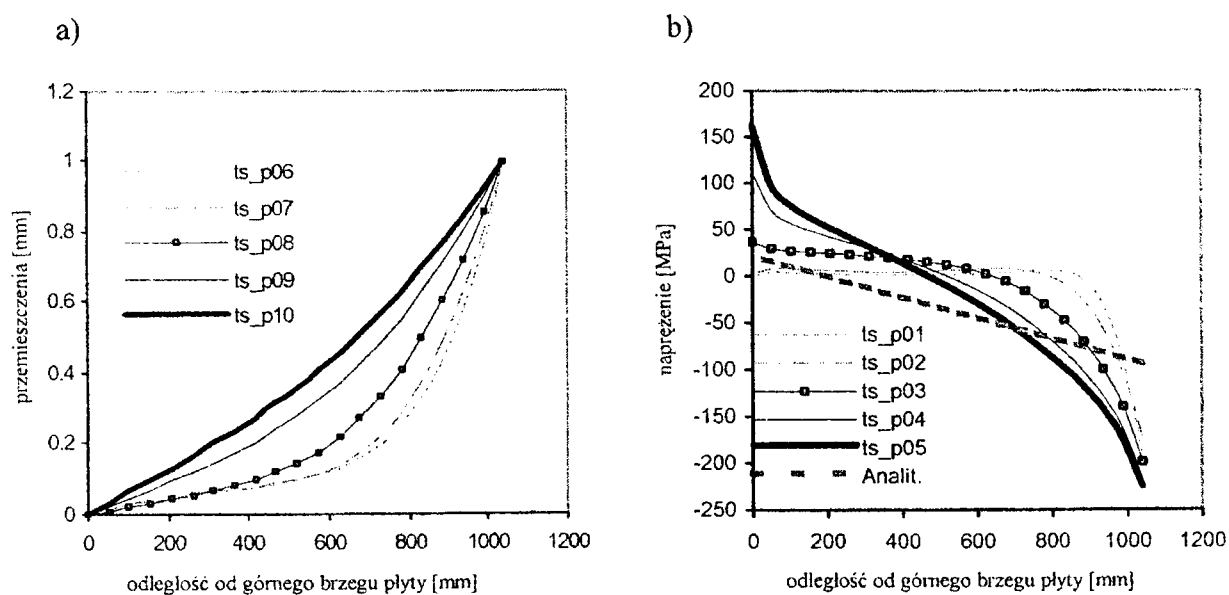 a)
1.2
1
0.8
0.6
0.4
0.2
0
0 200 400 600 800 1000 1200
przemieszczenia [mm]
odległość od górnego brzegu płyty [mm]
ts_p06
ts_p07
ts_p08
ts_p09
ts_p10
b)
200
150
100
50
0
-50
-100
-150
-200
-250
0 200 400 600 800 1000 1200
naprężenie [MPa]
odległość od górnego brzegu płyty [mm]
ts_p01
ts_p02
ts_p03
ts_p04
ts_p05
Analit.